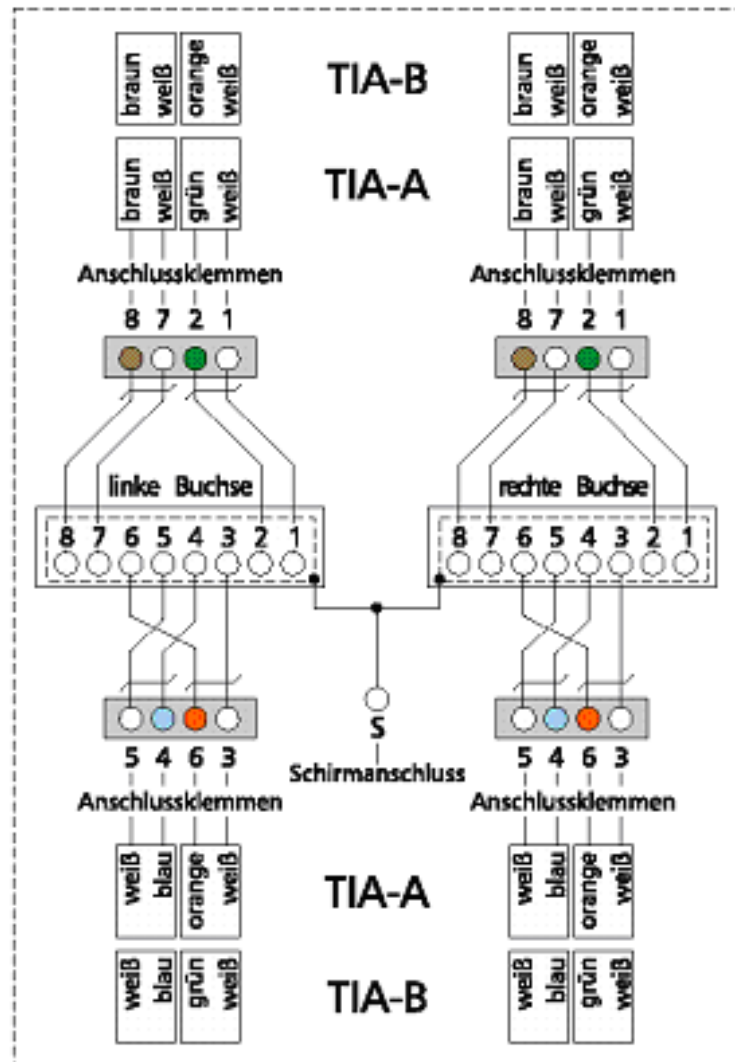 braun weiß orange weiß TIA-B braun weiß orange weiß
braun weiß grün weiß TIA-A braun weiß grün weiß
Anschlussklemmen Anschlussklemmen
8 7 2 1 8 7 2 1
linke Buchse rechte Buchse
8 7 6 5 4 3 2 1 8 7 6 5 4 3 2 1
S
5 4 6 3 Schirmanschluss 5 4 6 3
Anschlussklemmen Anschlussklemmen
weiß blau orange weiß TIA-A weiß blau orange weiß
weiß blau grün weiß TIA-B weiß blau grün weiß